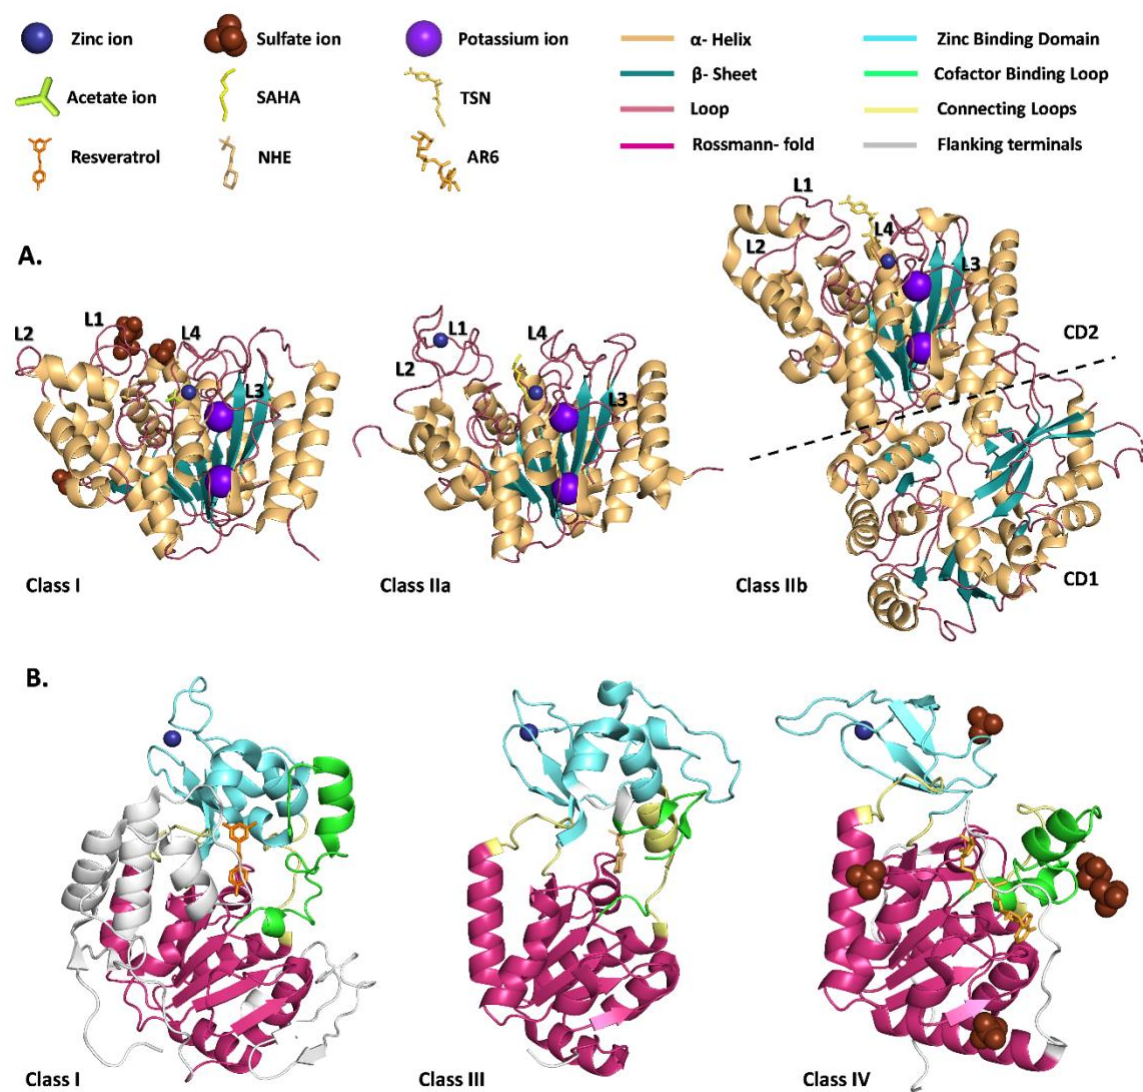 Zinc ion Sulfate ion Potassium ion α- Helix Zinc Binding Domain
Acetate ion SAHA TSN β- Sheet Cofactor Binding Loop
Loop Connecting Loops
Resveratrol NHE AR6 Rossmann- fold Flanking terminals
A.
L2 L1 L4 L3
L1 L2 L4 L3
L1 L2 L4 L3
CD2
CD1
Class I Class IIa Class IIb
B.
Class I Class III Class IV